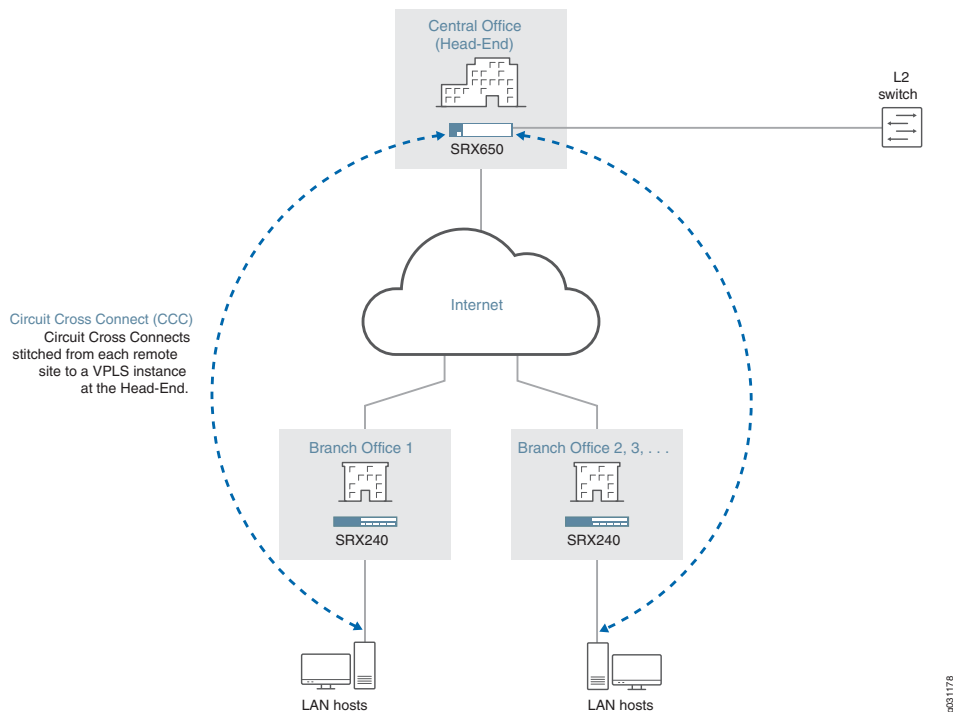 Central Office
(Head-End)
SRX650
L2
switch
Internet
Circuit Cross Connect (CCC)
Circuit Cross Connects
stitched from each remote
site to a VPLS instance
at the Head-End.
Branch Office 1
Branch Office 2, 3, . . .
SRX240
SRX240
LAN hosts
LAN hosts
g031178